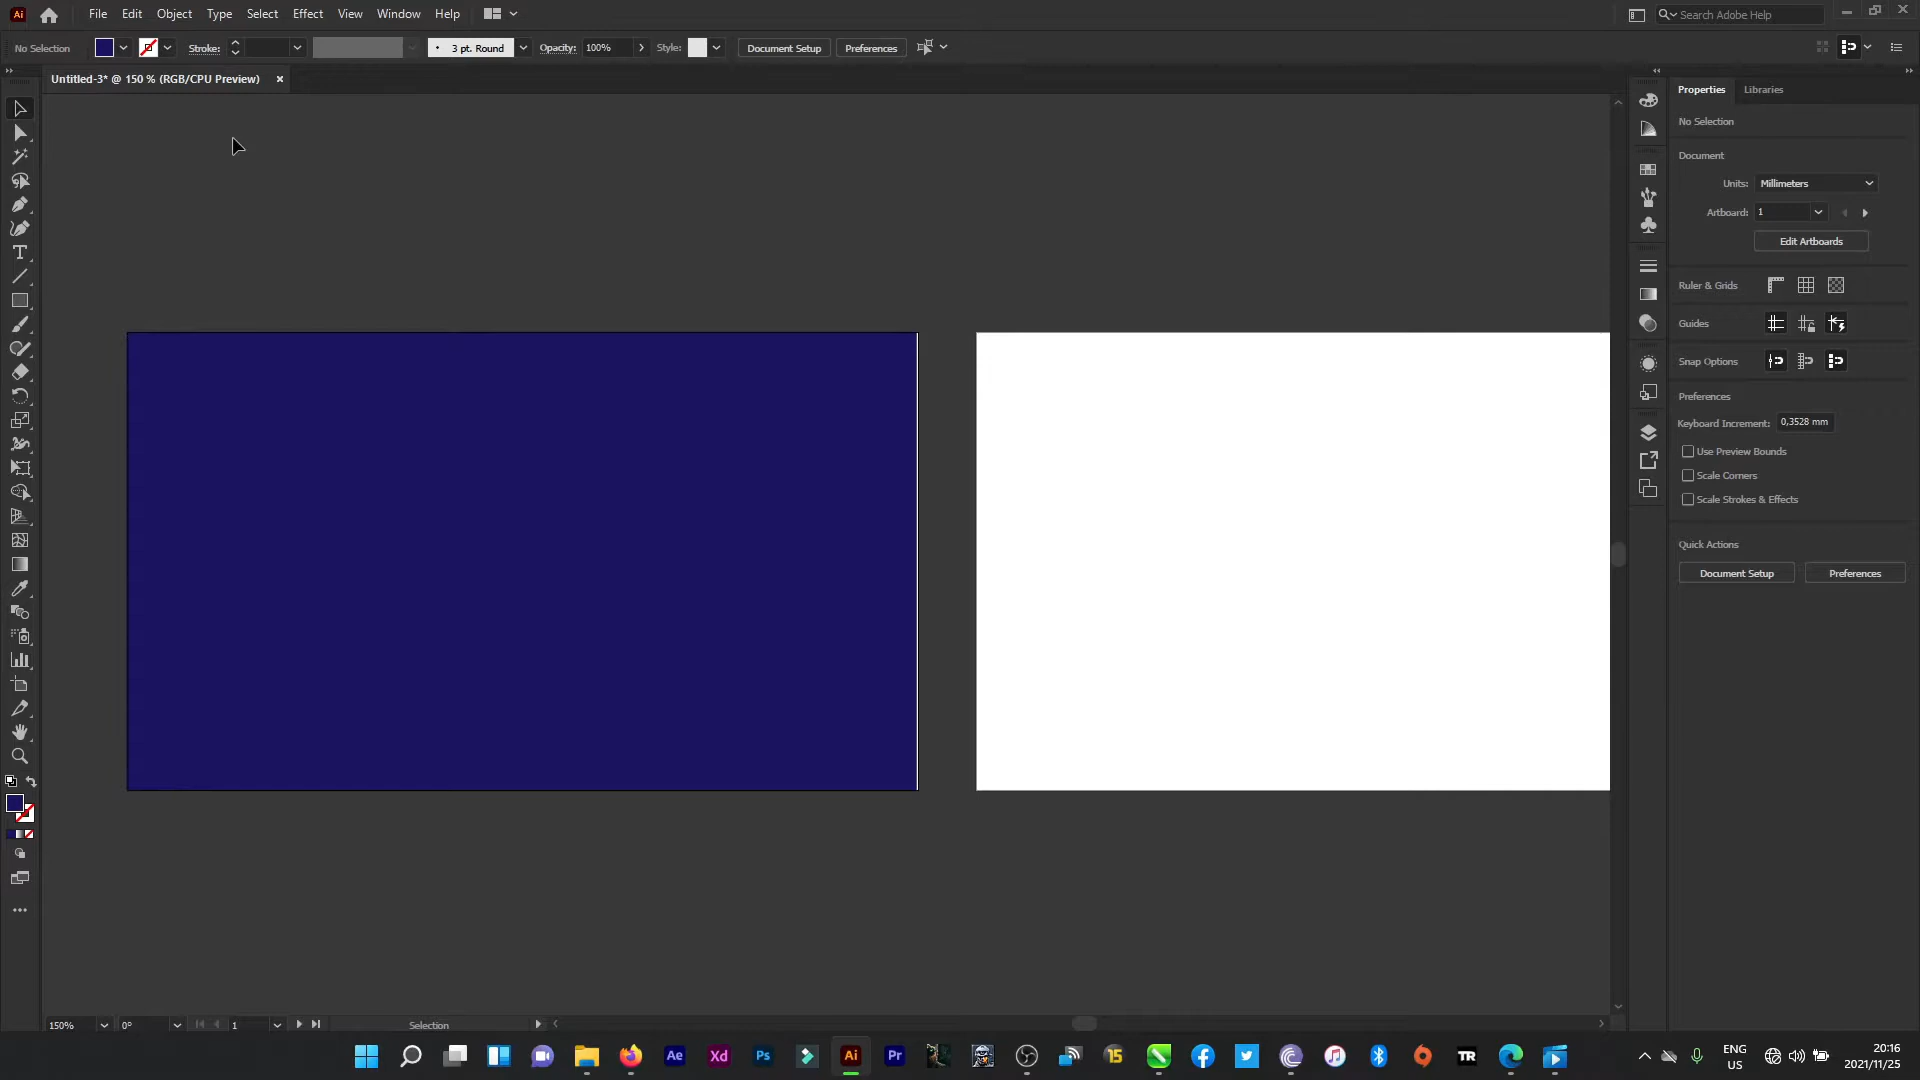 Ai File Edit Object Type Select Effect View Window Help Search Adobe Help
No Selection Stroke: 3 pt. Round Opacity: 100% Style: Document Setup Preferences
Untitled-3* @ 150 % (RGB/CPU Preview)
Properties Libraries
No Selection
Document
Units: Millimeters
Artboard: 1
Edit Artboards
Ruler & Grids
Guides
Snap Options
Preferences
Keyboard Increment: 0,3528 mm
Use Preview Bounds
Scale Corners
Scale Strokes & Effects
Quick Actions
Document Setup Preferences
150% 0° 1 Selection
Ae Xd Ps Ai Pr 15 TR
ENG
US
20:16
2021/11/25